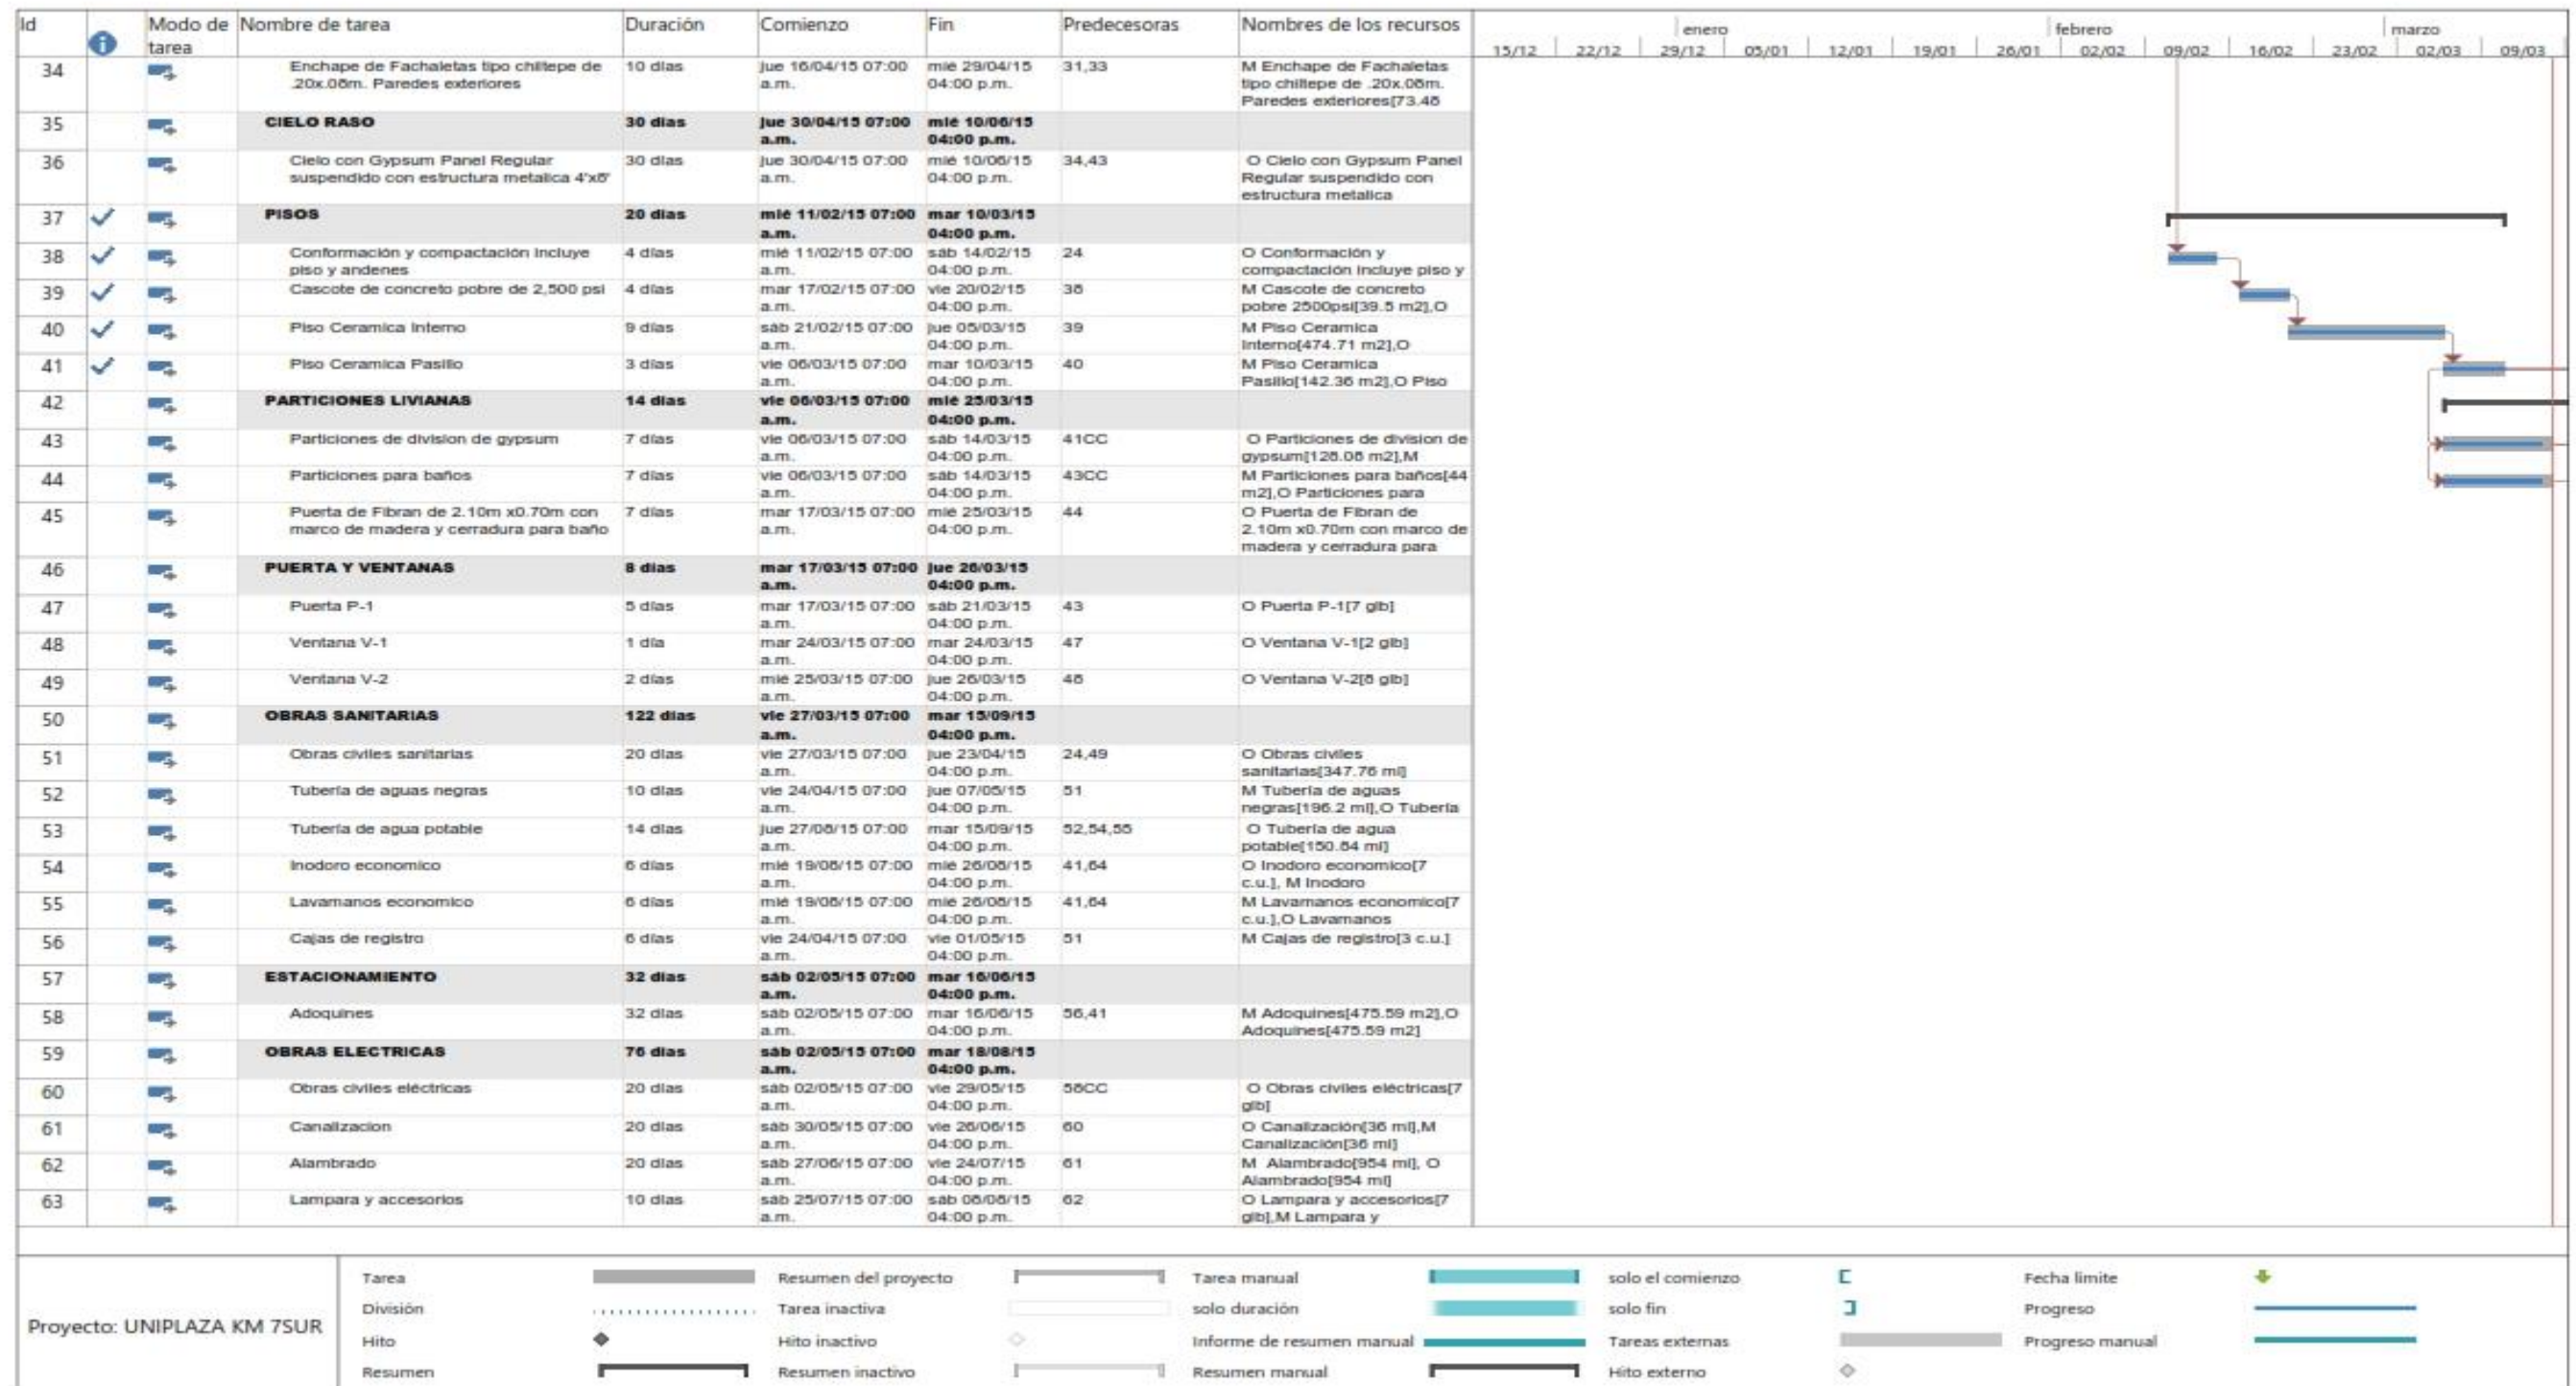 Id
Modo de tarea
Nombre de tarea
Duración
Comienzo
Fin
Predecesoras
Nombres de los recursos
enero
febrero
marzo
15/12 22/12 29/12 05/01 12/01 19/01 26/01 02/02 09/02 16/02 23/02 02/03 09/03
34 Enchape de Fachaletas tipo chiltepe de 10 días jue 16/04/15 07:00 mié 29/04/15 31,33 M Enchape de Fachaletas
.20x.06m. Paredes exteriores a.m. 04:00 p.m. tipo chiltepe de .20x.06m.
Paredes exteriores[73.48
35 CIELO RASO 30 días jue 30/04/15 07:00 mié 10/06/15
a.m. 04:00 p.m.
36 Cielo con Gypsum Panel Regular 30 días jue 30/04/15 07:00 mié 10/06/15 34,43 O Cielo con Gypsum Panel
suspendido con estructura metalica 4'x8' a.m. 04:00 p.m. Regular suspendido con
estructura metalica
37 PISOS 20 días mié 11/02/15 07:00 mar 10/03/15
a.m. 04:00 p.m.
38 Conformación y compactación incluye 4 días mié 11/02/15 07:00 sáb 14/02/15 24 O Conformación y
piso y andenes a.m. 04:00 p.m. compactación incluye piso y
39 Cascote de concreto pobre de 2,500 psi 4 días mar 17/02/15 07:00 vie 20/02/15 38 M Cascote de concreto
a.m. 04:00 p.m. pobre 2500psi[39.5 m2],O
40 Piso Ceramica Interno 9 días sáb 21/02/15 07:00 jue 05/03/15 39 M Piso Ceramica
a.m. 04:00 p.m. Interno[474.71 m2],O
41 Piso Ceramica Pasillo 3 días vie 06/03/15 07:00 mar 10/03/15 40 M Piso Ceramica
a.m. 04:00 p.m. Pasillo[142.36 m2],O Piso
42 PARTICIONES LIVIANAS 14 días vie 06/03/15 07:00 mié 25/03/15
a.m. 04:00 p.m.
43 Particiones de division de gypsum 7 días vie 06/03/15 07:00 sáb 14/03/15 41CC O Particiones de division de
a.m. 04:00 p.m. gypsum[128.08 m2],M
44 Particiones para baños 7 días vie 06/03/15 07:00 sáb 14/03/15 43CC M Particiones para baños[44
a.m. 04:00 p.m. m2],O Particiones para
45 Puerta de Fibran de 2.10m x0.70m con 7 días mar 17/03/15 07:00 mié 25/03/15 44 O Puerta de Fibran de
marco de madera y cerradura para baño a.m. 04:00 p.m. 2.10m x0.70m con marco de
madera y cerradura para
46 PUERTA Y VENTANAS 8 días mar 17/03/15 07:00 jue 26/03/15
a.m. 04:00 p.m.
47 Puerta P-1 5 días mar 17/03/15 07:00 sáb 21/03/15 43 O Puerta P-1[7 glb]
a.m. 04:00 p.m.
48 Ventana V-1 1 día mar 24/03/15 07:00 mar 24/03/15 47 O Ventana V-1[2 glb]
a.m. 04:00 p.m.
49 Ventana V-2 2 días mié 25/03/15 07:00 jue 26/03/15 48 O Ventana V-2[8 glb]
a.m. 04:00 p.m.
50 OBRAS SANITARIAS 122 días vie 27/03/15 07:00 mar 15/09/15
a.m. 04:00 p.m.
51 Obras civiles sanitarias 20 días vie 27/03/15 07:00 jue 23/04/15 24,49 O Obras civiles
a.m. 04:00 p.m. sanitarias[347.76 ml]
52 Tubería de aguas negras 10 días vie 24/04/15 07:00 jue 07/05/15 51 M Tubería de aguas
a.m. 04:00 p.m. negras[196.2 ml],O Tubería
53 Tubería de agua potable 14 días jue 27/08/15 07:00 mar 15/09/15 52,54,55 O Tubería de agua
a.m. 04:00 p.m. potable[150.84 ml]
54 Inodoro economico 6 días mié 19/08/15 07:00 mié 26/08/15 41,64 O Inodoro economico[7
a.m. 04:00 p.m. c.u.], M Inodoro
55 Lavamanos economico 6 días mié 19/08/15 07:00 mié 26/08/15 41,64 M Lavamanos economico[7
a.m. 04:00 p.m. c.u.],O Lavamanos
56 Cajas de registro 6 días vie 24/04/15 07:00 vie 01/05/15 51 M Cajas de registro[3 c.u.]
a.m. 04:00 p.m.
57 ESTACIONAMIENTO 32 días sáb 02/05/15 07:00 mar 16/06/15
a.m. 04:00 p.m.
58 Adoquines 32 días sáb 02/05/15 07:00 mar 16/06/15 56,41 M Adoquines[475.59 m2],O
a.m. 04:00 p.m. Adoquines[475.59 m2]
59 OBRAS ELECTRICAS 76 días sáb 02/05/15 07:00 mar 18/08/15
a.m. 04:00 p.m.
60 Obras civiles eléctricas 20 días sáb 02/05/15 07:00 vie 29/05/15 58CC O Obras civiles eléctricas[7
a.m. 04:00 p.m. glb]
61 Canalizacion 20 días sáb 30/05/15 07:00 vie 26/06/15 60 O Canalización[36 ml],M
a.m. 04:00 p.m. Canalización[36 ml]
62 Alambrado 20 días sáb 27/06/15 07:00 vie 24/07/15 61 M Alambrado[954 ml], O
a.m. 04:00 p.m. Alambrado[954 ml]
63 Lampara y accesorios 10 días sáb 25/07/15 07:00 sáb 08/08/15 62 O Lampara y accesorios[7
a.m. 04:00 p.m. glb],M Lampara y
Proyecto: UNIPLAZA KM 7SUR
Tarea Resumen del proyecto Tarea manual solo el comienzo Fecha límite
División Tarea inactiva solo duración solo fin Progreso
Hito Hito inactivo Informe de resumen manual Tareas externas Progreso manual
Resumen Resumen inactivo Resumen manual Hito externo